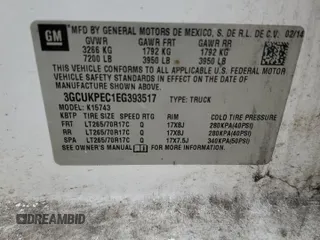 GM
MFD BY GENERAL MOTORS DE MEXICO, S. DE R.L. DE C.V. 02/14
GVWR GAWR FRT GAWR RR
3266 KG 1792 KG 1792 KG
7200 LB 3950 LB 3950 LB
THIS VEHICLE CONFORMS TO ALL APPLICABLE U.S. FEDERAL
MOTOR VEHICLE SAFETY STANDARDS IN EFFECT ON THE DATE OF
MANUFACTURE SHOWN ABOVE.
3GCUKPEC1EG393517 TYPE: TRUCK
MODEL: K15743
KBTP TIRE SIZE SPEED RTG RIM COLD TIRE PRESSURE
FRT LT265/70R17C Q 17X8J 280KPA(40PSI)
RR LT265/70R17C Q 17X8J 280KPA(40PSI)
SPA LT265/70R17C Q 17X7.5J
SEE OWNER'S MANUAL FOR ADDITIONAL INFORMATION.
DREAMBID